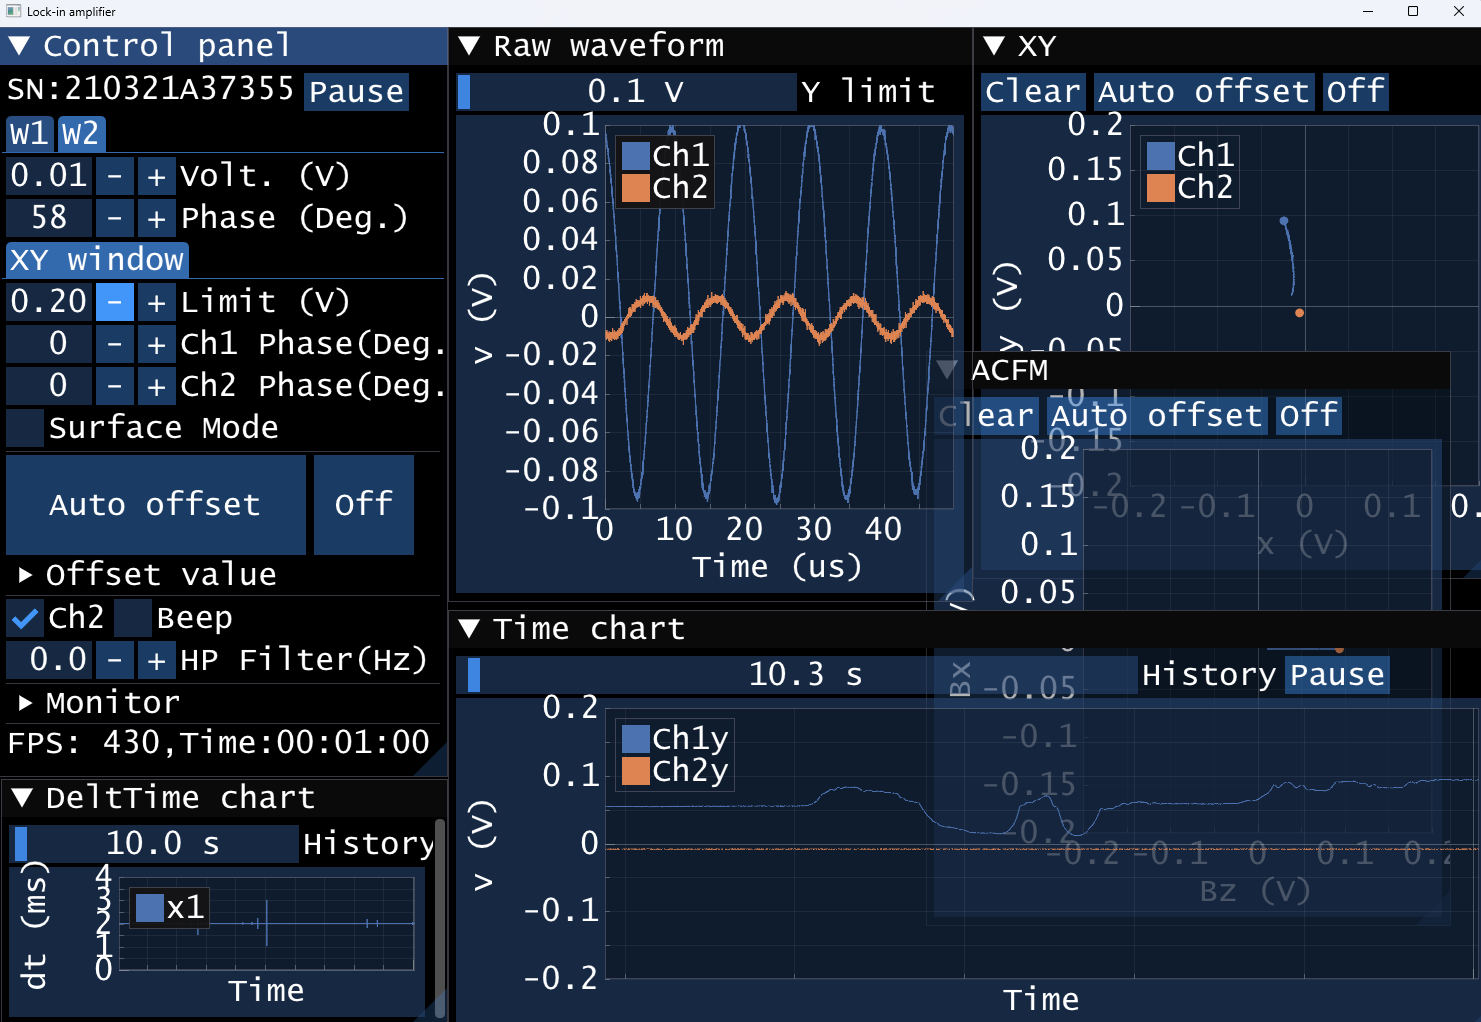 Lock-in amplifier
Control panel
SN:210321A37355 Pause
W1 W2
0.01 - + Volt. (V)
58 - + Phase (Deg.)
XY window
0.20 - + Limit (V)
0 - + Ch1 Phase(Deg.
0 - + Ch2 Phase(Deg.
Surface Mode
Auto offset Off
Offset value
Ch2 Beep
0.0 - + HP Filter(Hz)
Monitor
FPS: 430,Time:00:01:00
DeltTime chart
10.0 s History
4
3
2
1
0
dt (ms)
x1
Time
Raw waveform
0.1 V Y limit
0.1
0.08
0.06
0.04
0.02
0
-0.02
-0.04
-0.06
-0.08
-0.1
v (V)
Ch1
Ch2
0 10 20 30 40
Time (us)
XY
Clear Auto offset Off
0.2
0.15
0.1
0.05
0
-0.05
-0.1
-0.15
-0.2
y (V)
Ch1
Ch2
-0.2 -0.1 0 0.1 0.
x (V)
ACFM
Clear Auto offset Off
0.2
0.15
0.1
0.05
-0.05
-0.1
-0.15
-0.2
Bx
-0.2 -0.1 0 0.1 0.2
Bz (V)
Time chart
10.3 s History Pause
0.2
0.1
0
-0.1
-0.2
v (V)
Ch1y
Ch2y
Time